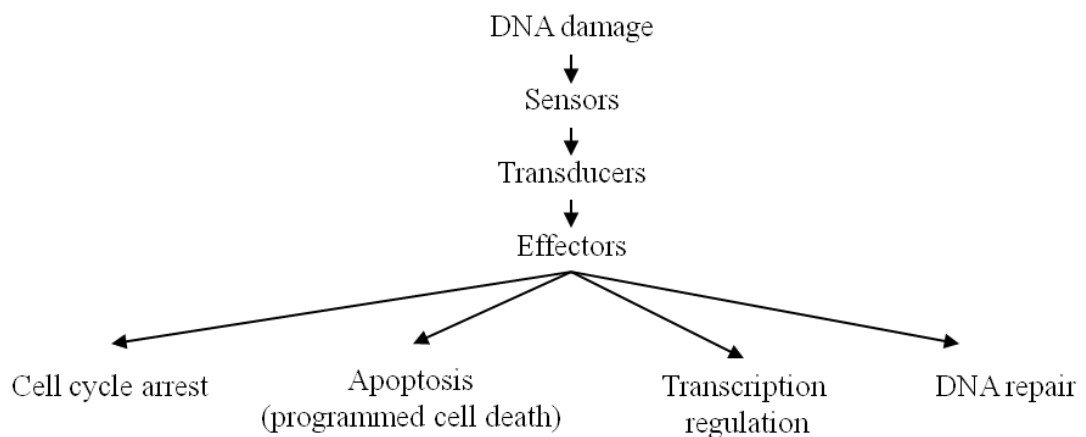 DNA damage
Sensors
Transducers
Effectors
Cell cycle arrest
Apoptosis
(programmed cell death)
Transcription
regulation
DNA repair